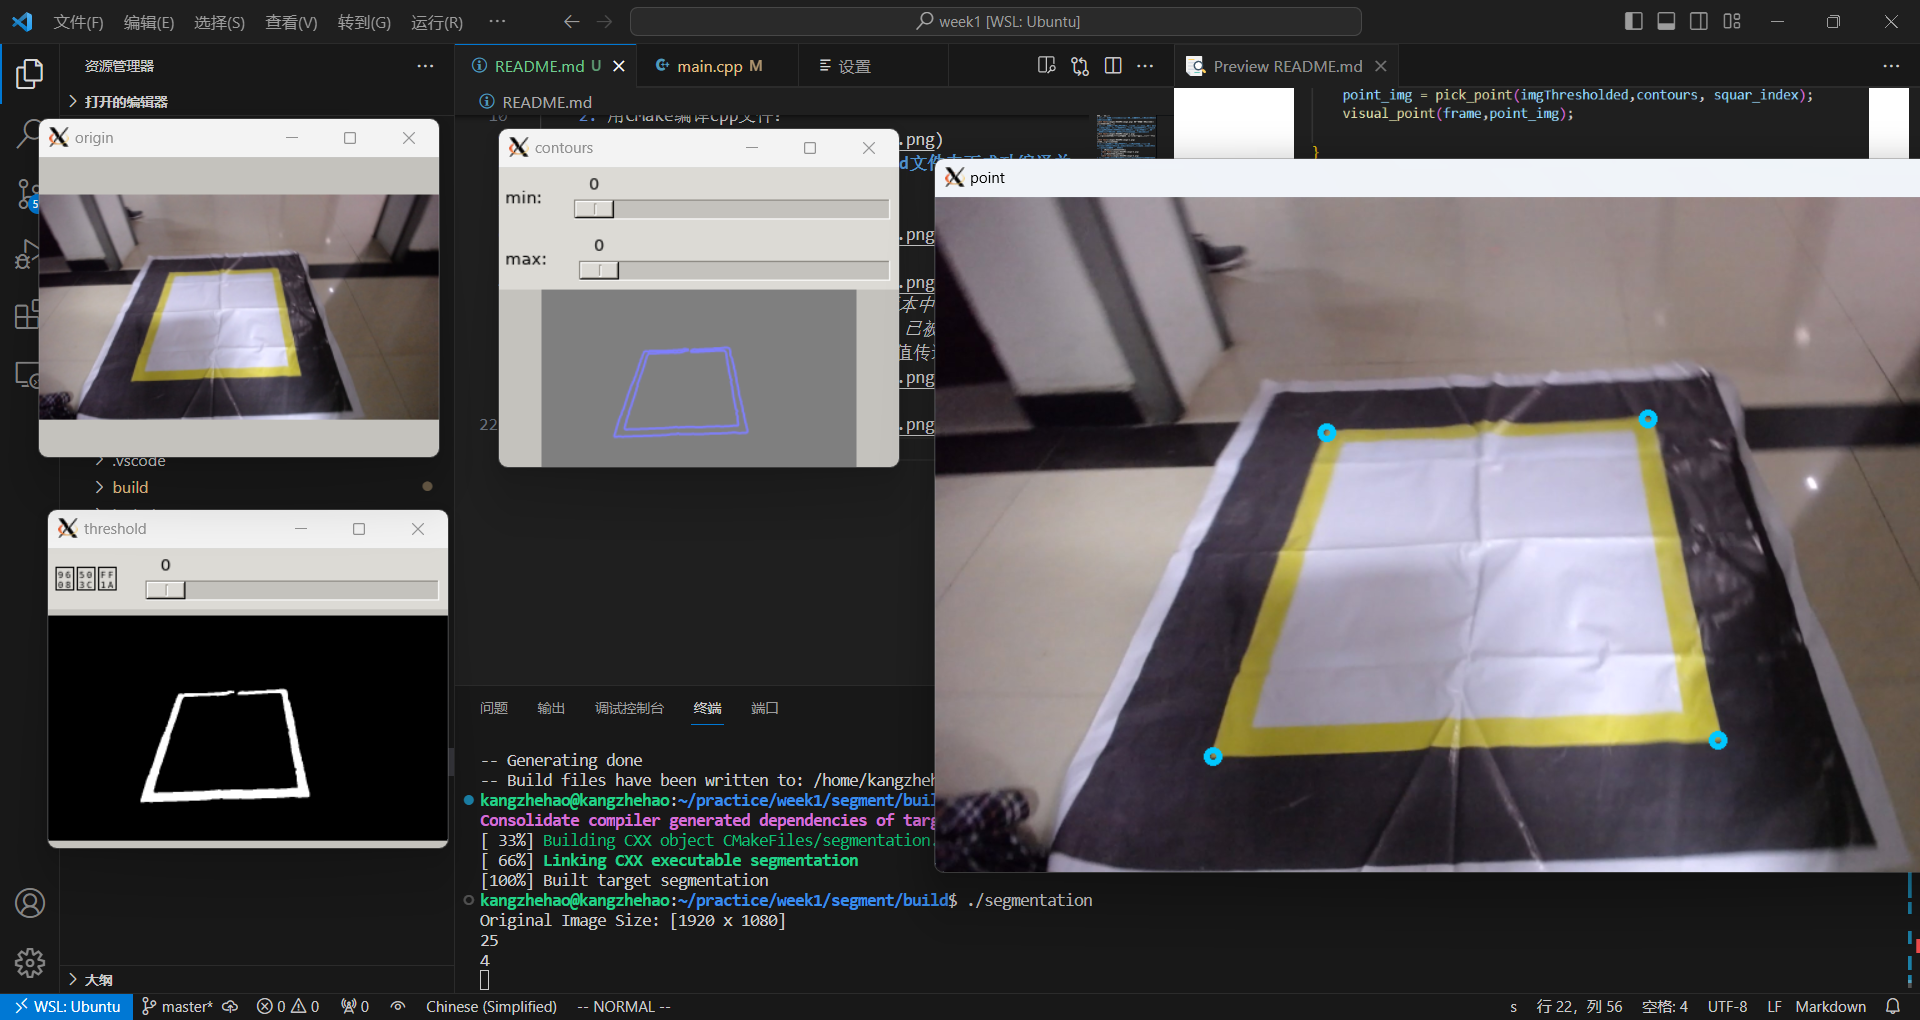 文件(F) 编辑(E) 选择(S) 查看(V) 转到(G) 运行(R) ···
week1 [WSL: Ubuntu]
资源管理器
打开的编辑器
README.md U
main.cpp M
设置
Preview README.md
README.md
point_img = pick_point(imgThresholded,contours, squar_index);
visual_point(frame,point_img);
}
origin
contours
min:
0
max:
0
point
.png)
.png
.png
本中
已被
.png
22
.png
.vscode
build
threshold
0
问题 输出 调试控制台 终端 端口
-- Generating done
-- Build files have been written to: /home/kangzheh
kangzhehao@kangzhehao:~/practice/week1/segment/buil
Consolidate compiler generated dependencies of targ
[ 33%] Building CXX object CMakeFiles/segmentation.
[ 66%] Linking CXX executable segmentation
[100%] Built target segmentation
kangzhehao@kangzhehao:~/practice/week1/segment/build$ ./segmentation
Original Image Size: [1920 x 1080]
25
4
大纲
5
WSL: Ubuntu master* 0 0 0 Chinese (Simplified) -- NORMAL --
s 行 22，列 56 空格: 4 UTF-8 LF Markdown